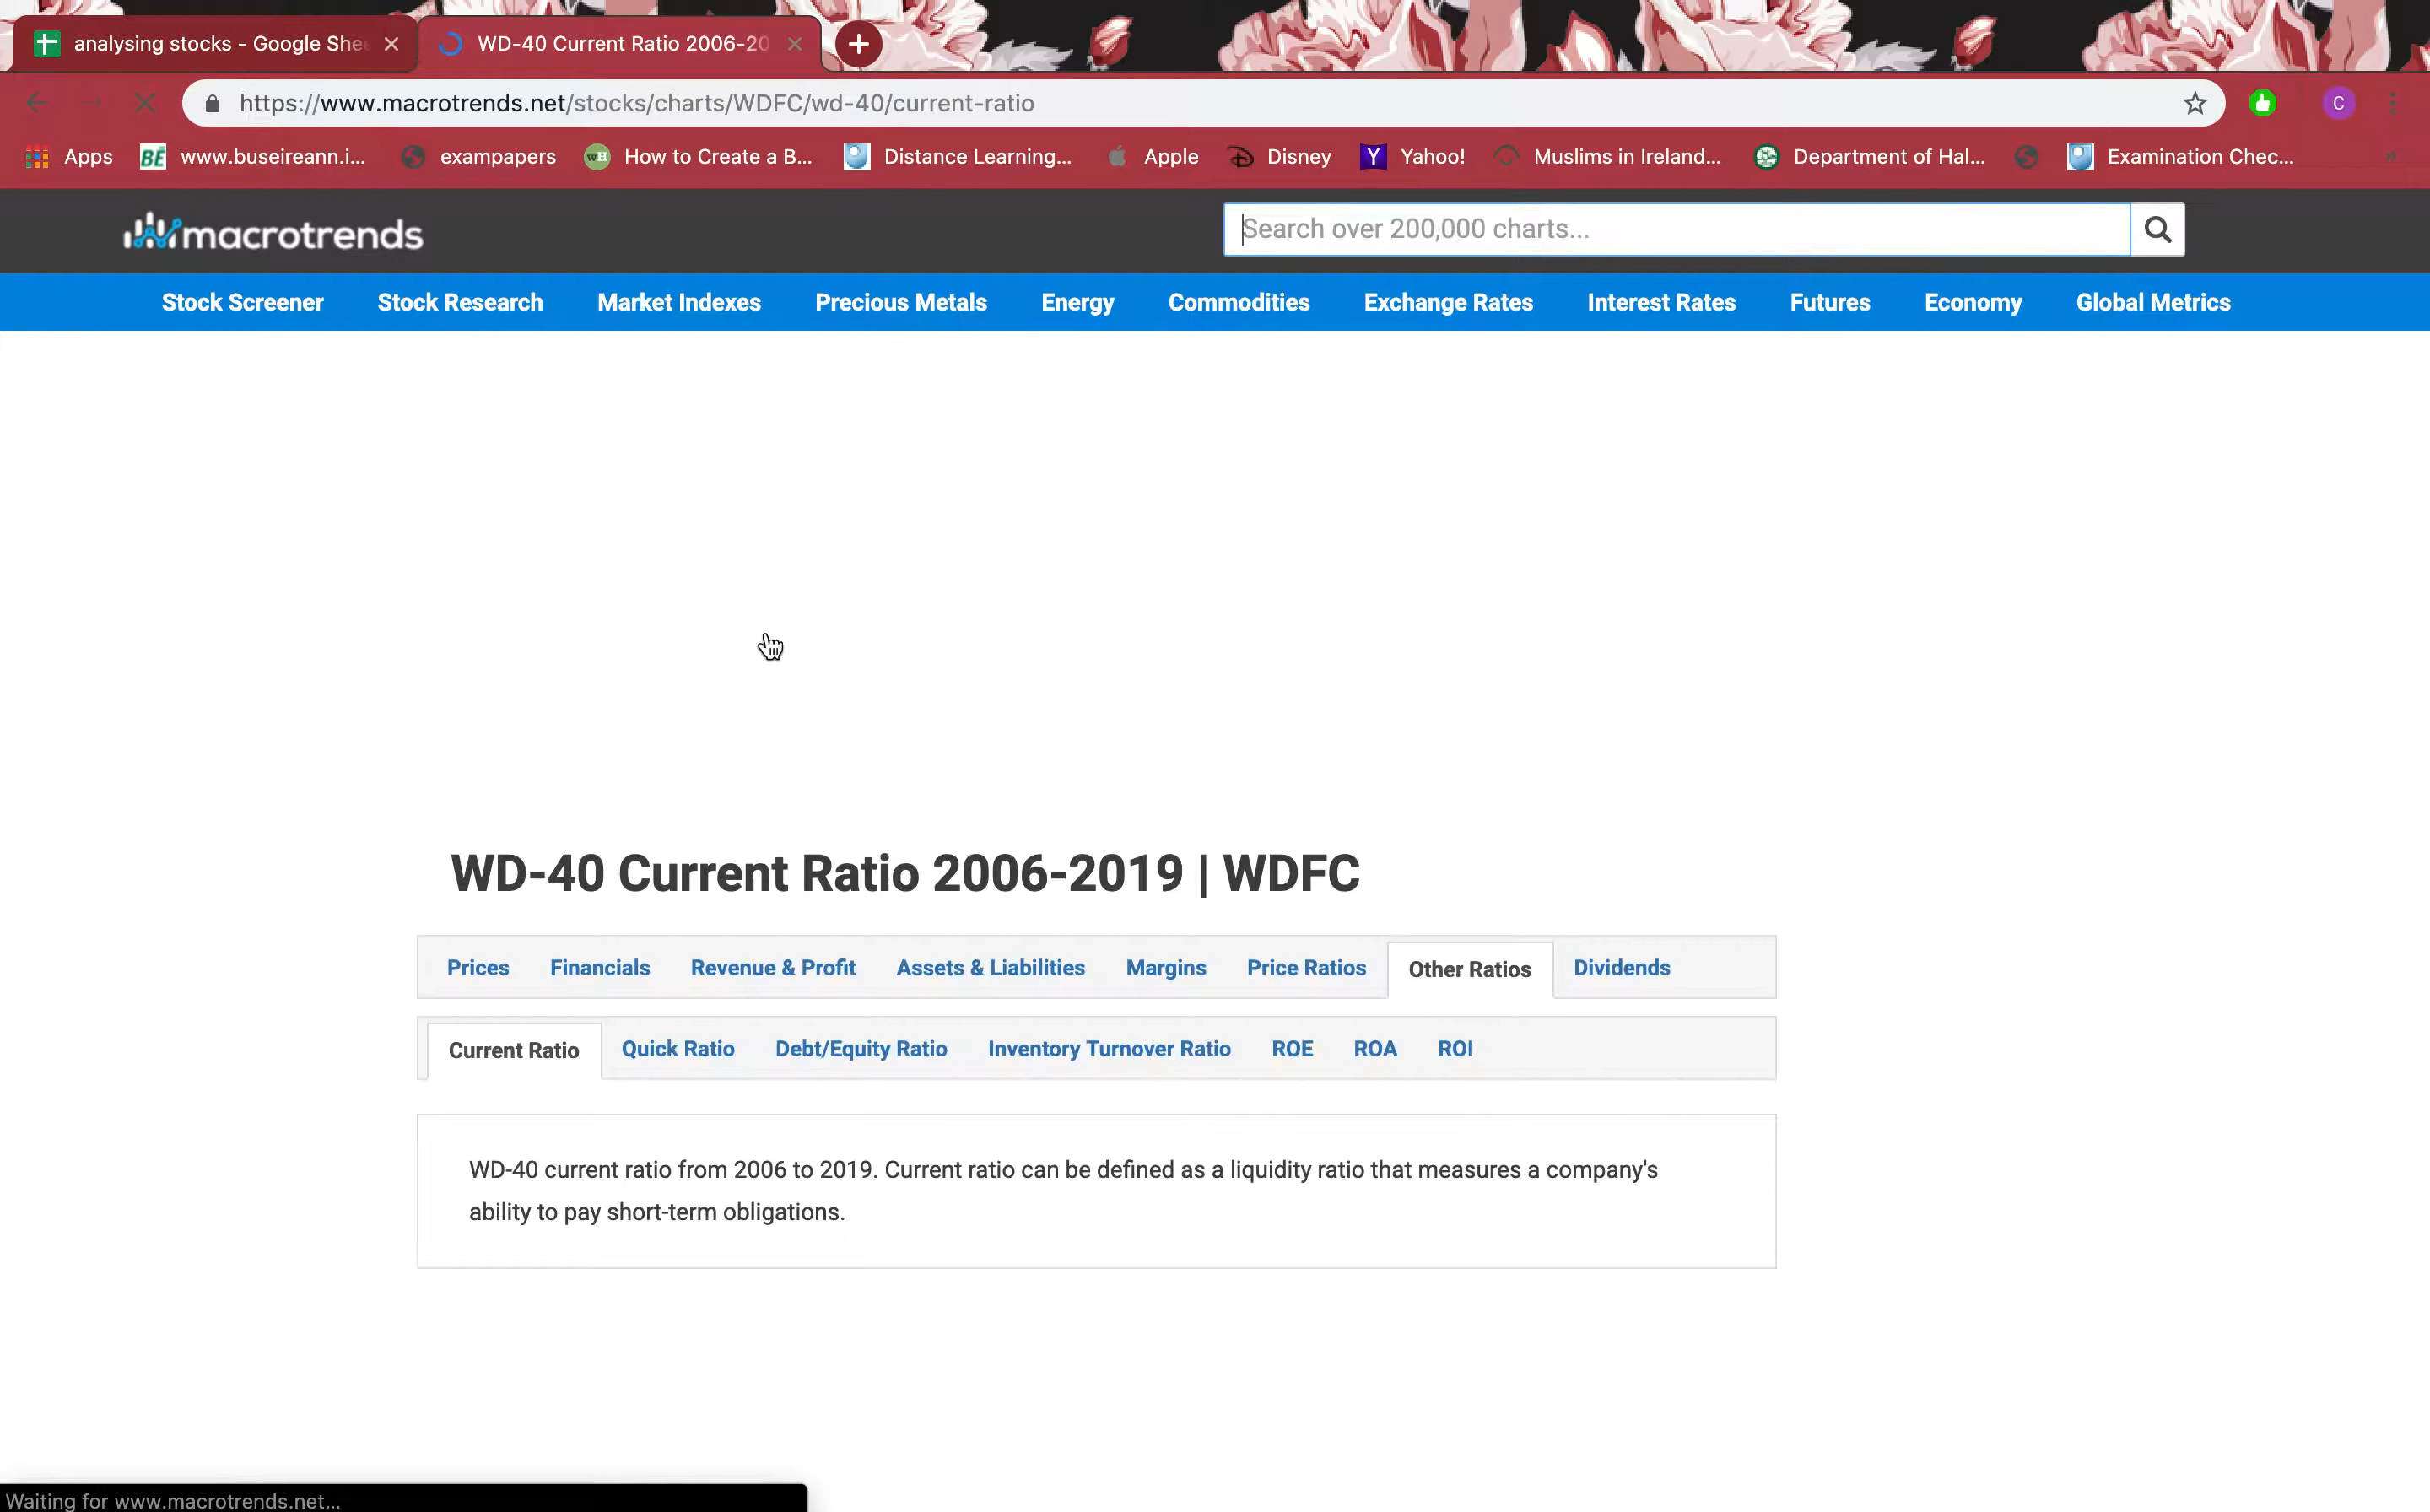 analysing stocks - Google She
WD-40 Current Ratio 2006-20
https://www.macrotrends.net/stocks/charts/WDFC/wd-40/current-ratio
C
Apps
BÉ www.buseireann.i...
exampapers
wH How to Create a B...
Distance Learning...
Apple
Disney
Y Yahoo!
Muslims in Ireland...
Department of Hal...
Examination Chec...
»
macrotrends
Search over 200,000 charts...
Stock Screener Stock Research Market Indexes Precious Metals Energy Commodities Exchange Rates Interest Rates Futures Economy Global Metrics
WD-40 Current Ratio 2006-2019 | WDFC
Prices Financials Revenue & Profit Assets & Liabilities Margins Price Ratios Other Ratios Dividends
Current Ratio Quick Ratio Debt/Equity Ratio Inventory Turnover Ratio ROE ROA ROI
WD-40 current ratio from 2006 to 2019. Current ratio can be defined as a liquidity ratio that measures a company's
ability to pay short-term obligations.
Waiting for www.macrotrends.net...